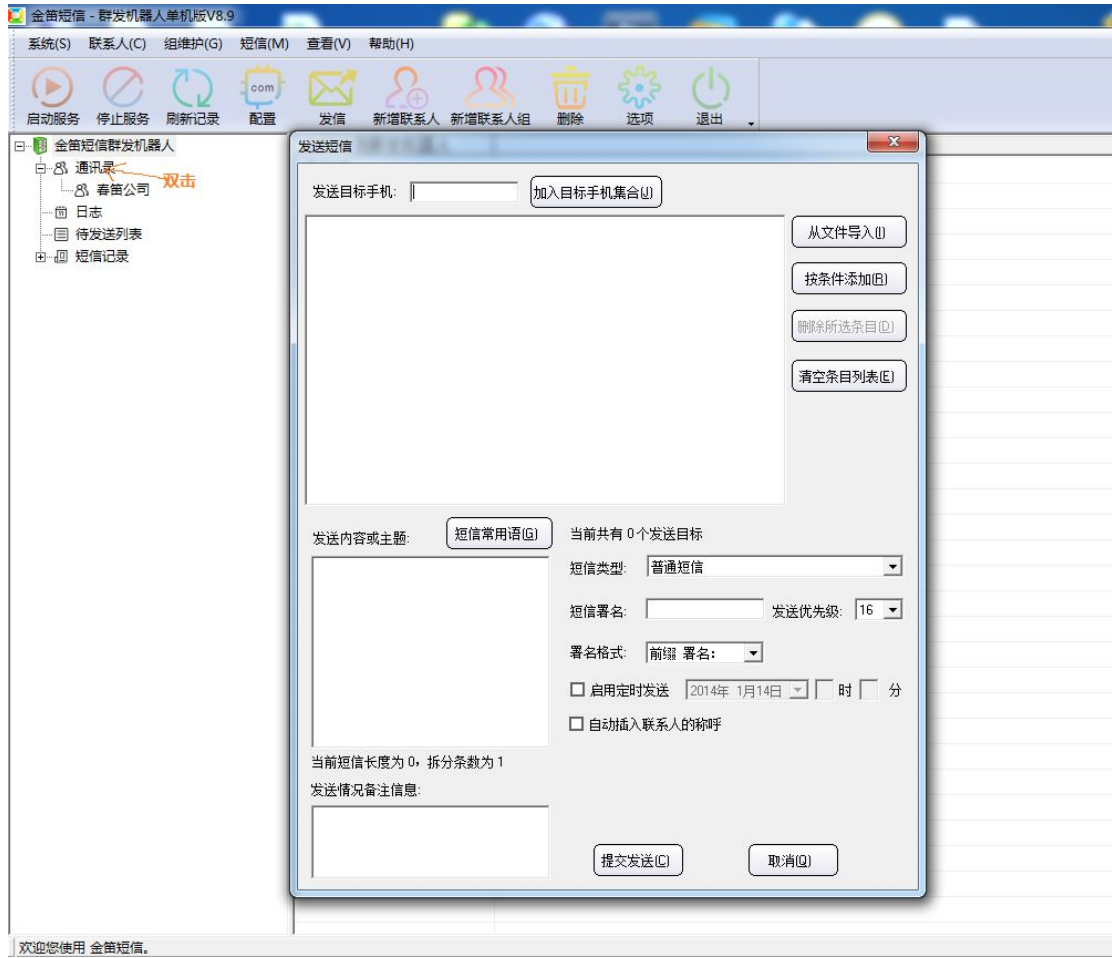 金笛短信 - 群发机器人单机版V8.9
系统(S) 联系人(C) 组维护(G) 短信(M) 查看(V) 帮助(H)
com
启动服务 停止服务 刷新记录 配置 发信 新增联系人 新增联系人组 删除 选项 退出
金笛短信群发机器人
通讯录
双击
春笛公司
日志
待发送列表
短信记录
发送短信
发送目标手机: 加入目标手机集合(J)
从文件导入(I)
按条件添加(R)
删除所选条目(D)
清空条目列表(E)
发送内容或主题: 短信常用语(G) 当前共有 0个发送目标
短信类型: 普通短信
短信署名: 发送优先级: 16
署名格式: 前缀 署名:
启用定时发送 2014年 1月14日 时 分
自动插入联系人的称呼
当前短信长度为 0，拆分条数为 1
发送情况备注信息:
提交发送(C) 取消(Q)
欢迎您使用 金笛短信。